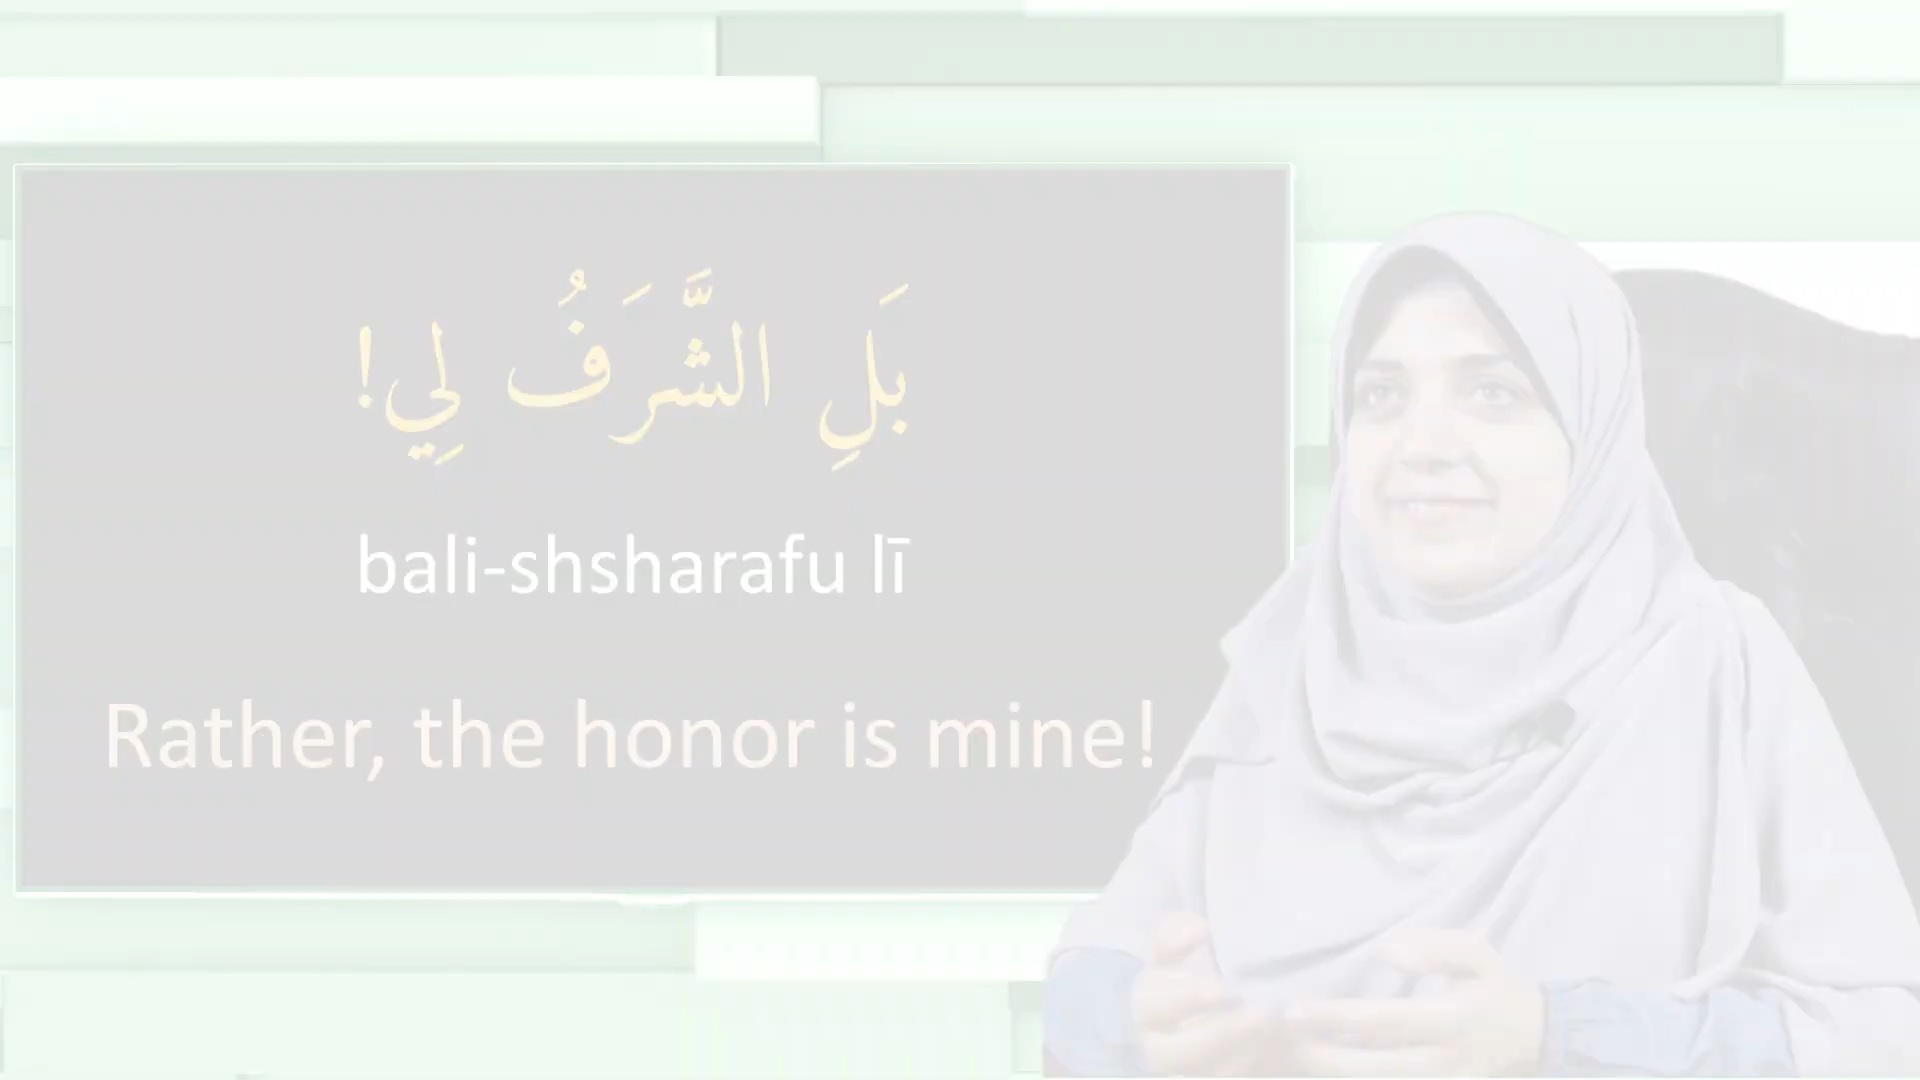 بَلِ الشَّرَفُ لِي!
bali-shsharafu lī
Rather, the honor is mine!